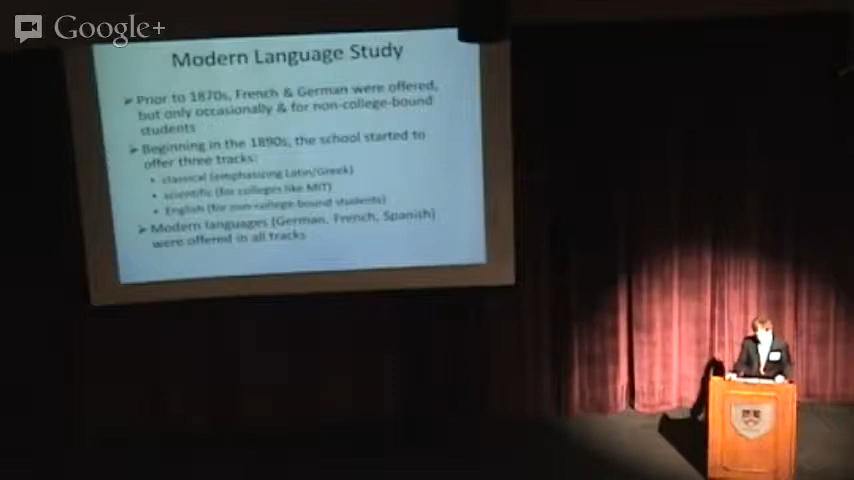 Google+
Modern Language Study
➢ Prior to 1870s, French & German were offered,
but only occasionally & for non-college-bound
students
➢ Beginning in the 1890s, the school started to
offer three tracks:
• classical (emphasizing Latin/Greek)
• scientific (for colleges like MIT)
• English (for non-college-bound students)
➢ Modern languages (German, French, Spanish)
were offered in all tracks